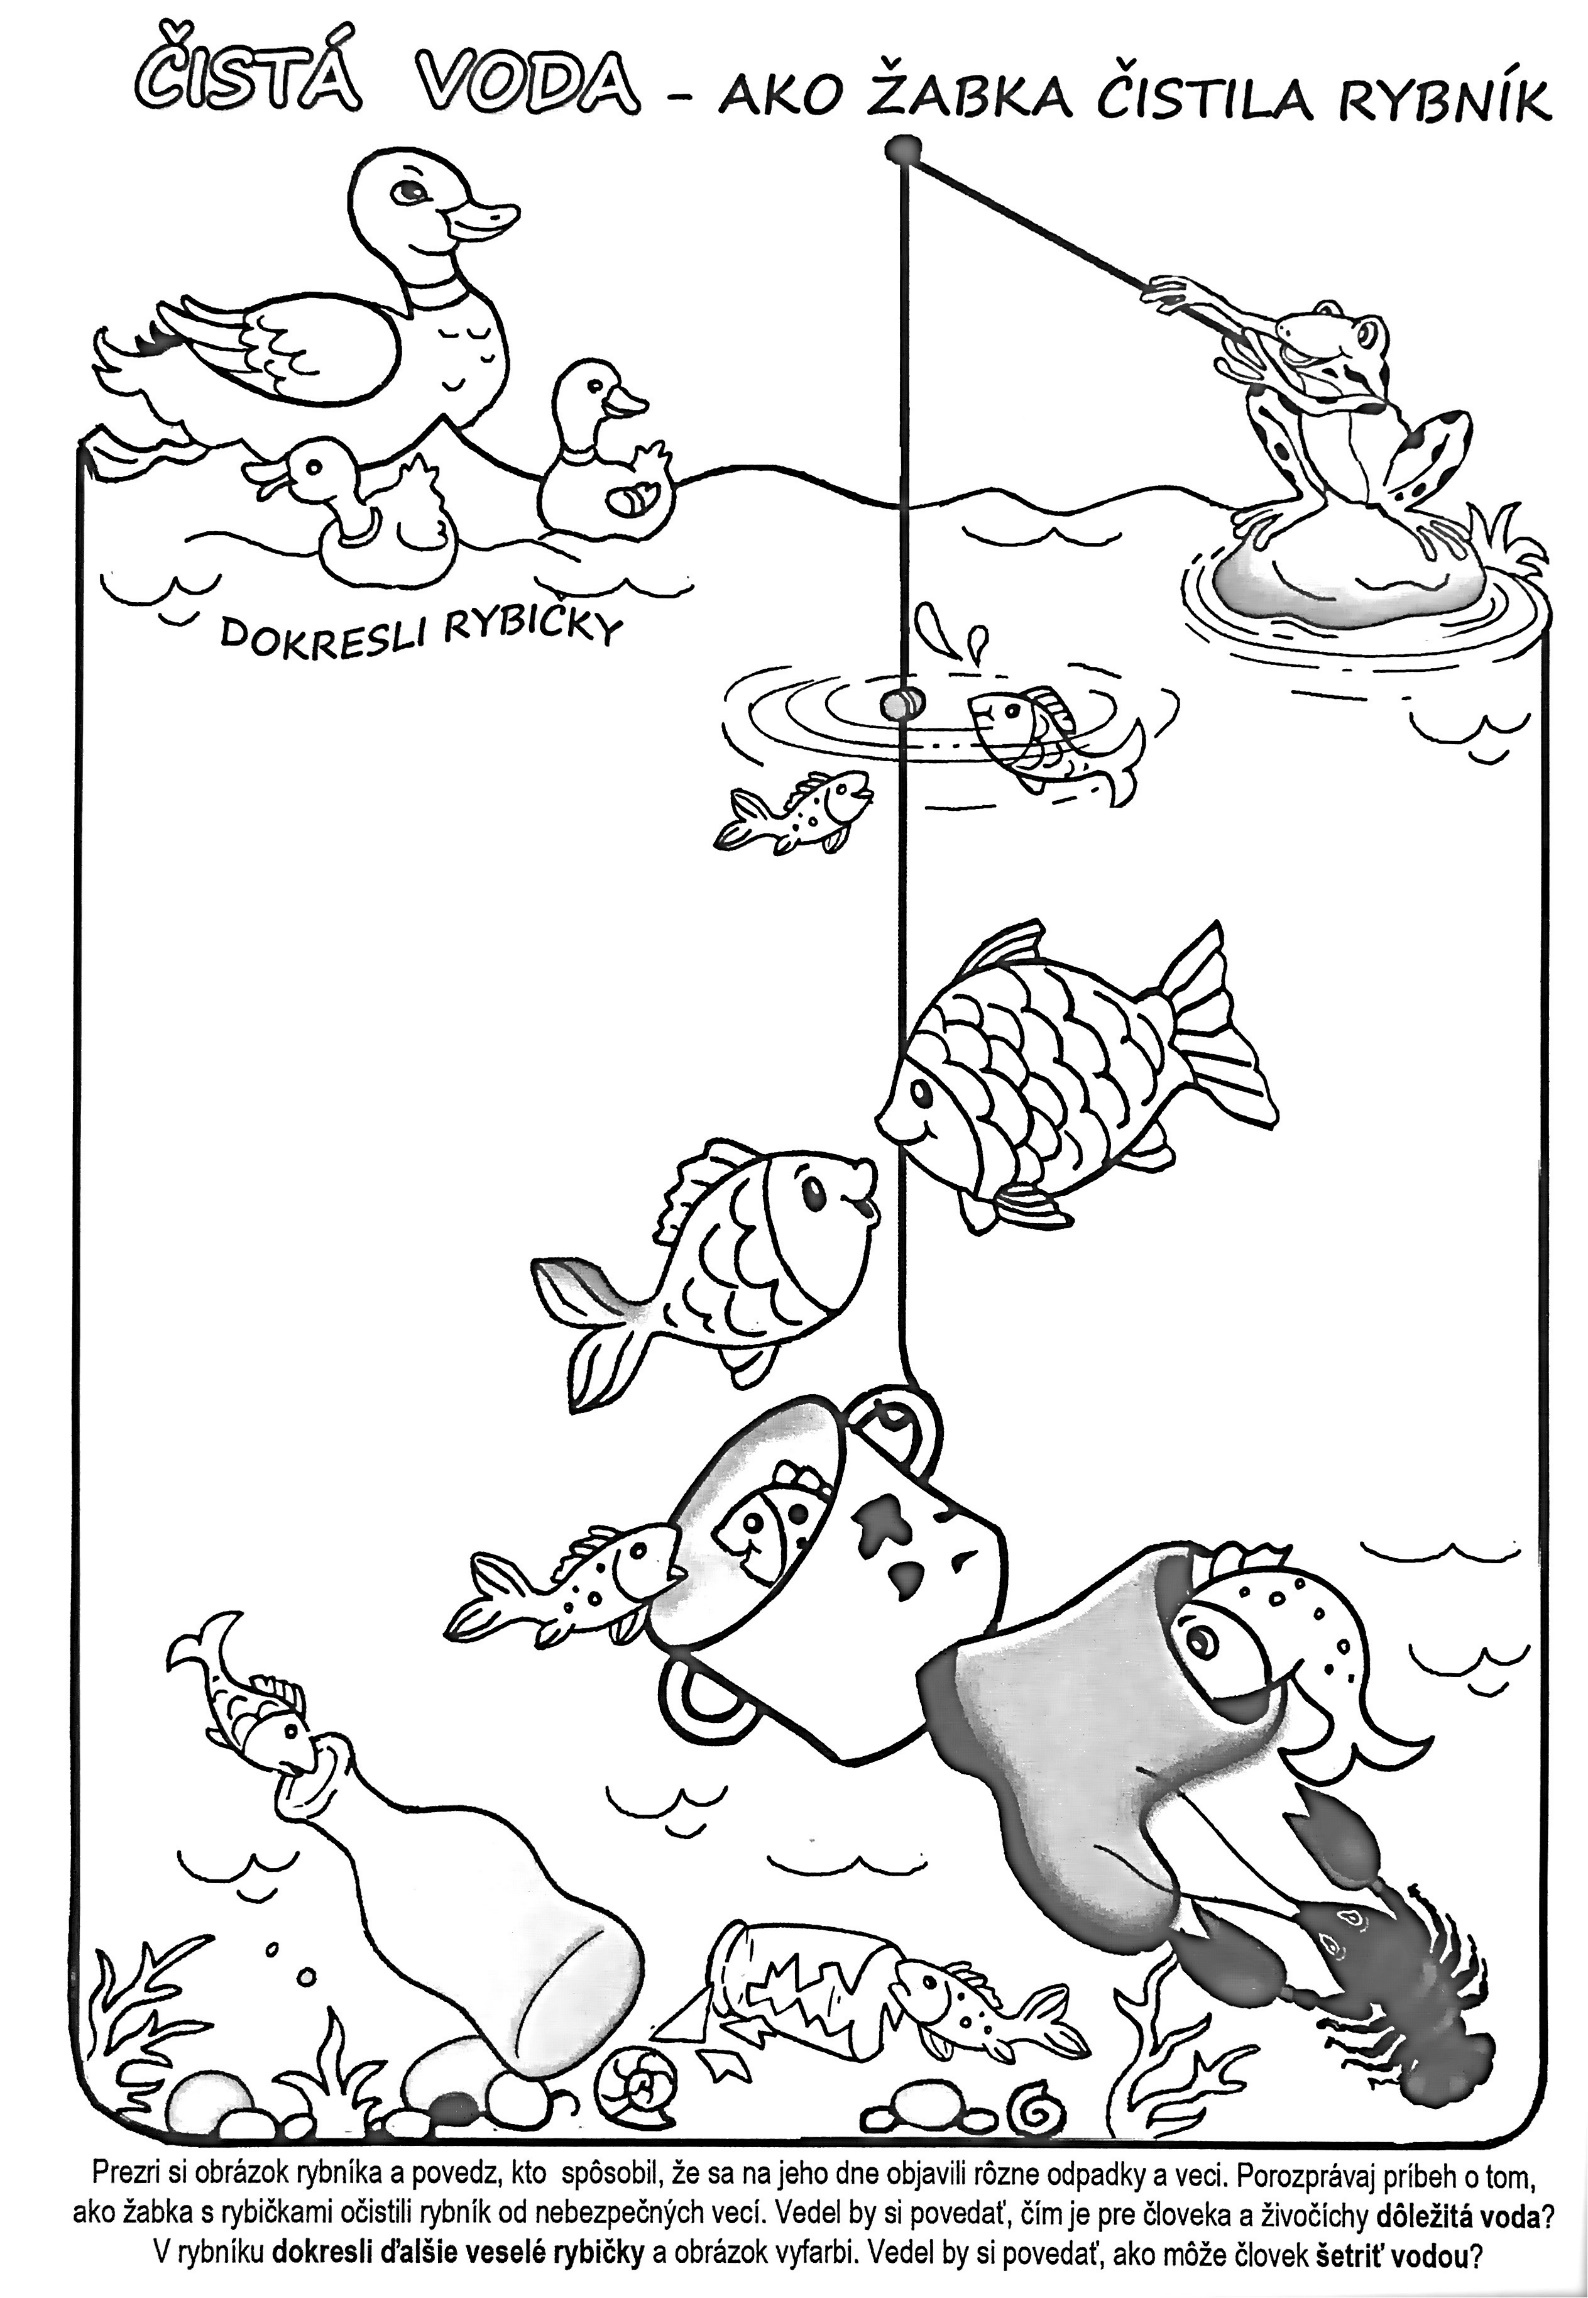 ČISTÁ VODA - AKO ŽABKA ČISTILA RYBNÍK
DOKRESLI RYBIČKY
Prezri si obrázok rybníka a povedz, kto spôsobil, že sa na jeho dne objavili rôzne odpadky a veci. Porozprávaj príbeh o tom,
ako žabka s rybičkami očistili rybník od nebezpečných vecí. Vedel by si povedať, čím je pre človeka a živočíchy dôležitá voda?
V rybníku dokresli ďalšie veselé rybičky a obrázok vyfarbi. Vedel by si povedať, ako môže človek šetriť vodou?